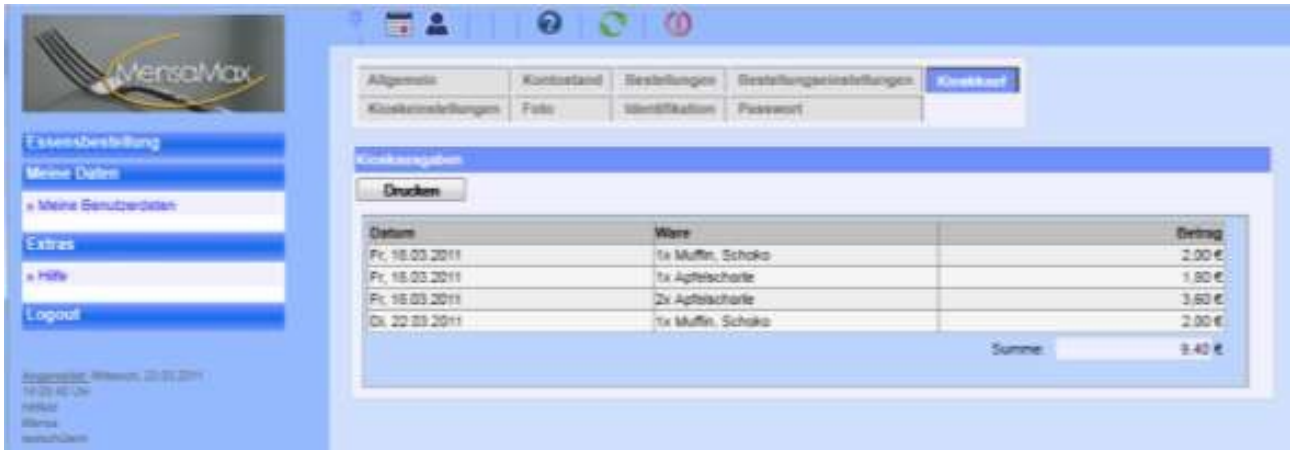 MensaMax
Allgemein Kontostand Bestellungen Bestellungseinstellungen Kioskkauf
Kioskeinstellungen Foto Identifikation Passwort
Essensbestellung
Meine Daten
» Meine Benutzerdaten
Extras
» Hilfe
Logout
Kioskausgaben
Drucken
Datum Ware Betrag
Fr, 18.03.2011 1x Muffin, Schoko 2,00 €
Fr, 18.03.2011 1x Apfelschorle 1,80 €
Fr, 18.03.2011 2x Apfelschorle 3,60 €
Di, 22.03.2011 1x Muffin, Schoko 2,00 €
Summe: 9,40 €
Angemeldet: Mittwoch, 23.03.2011
Mensa